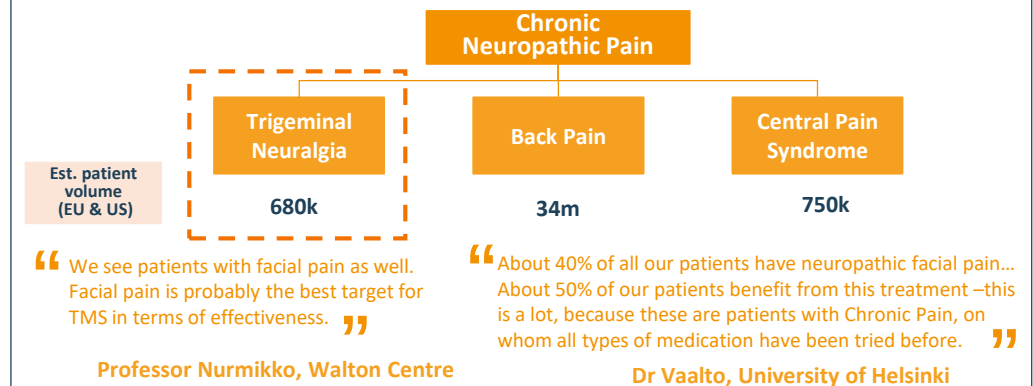 Chronic
Neuropathic Pain
Trigeminal
Neuralgia
Back Pain
Central Pain
Syndrome
Est. patient
volume
(EU & US)
680k
34m
750k
“ We see patients with facial pain as well.
Facial pain is probably the best target for
TMS in terms of effectiveness. ”
Professor Nurmikko, Walton Centre
“ About 40% of all our patients have neuropathic facial pain…
About 50% of our patients benefit from this treatment –this
is a lot, because these are patients with Chronic Pain, on
whom all types of medication have been tried before. ”
Dr Vaalto, University of Helsinki